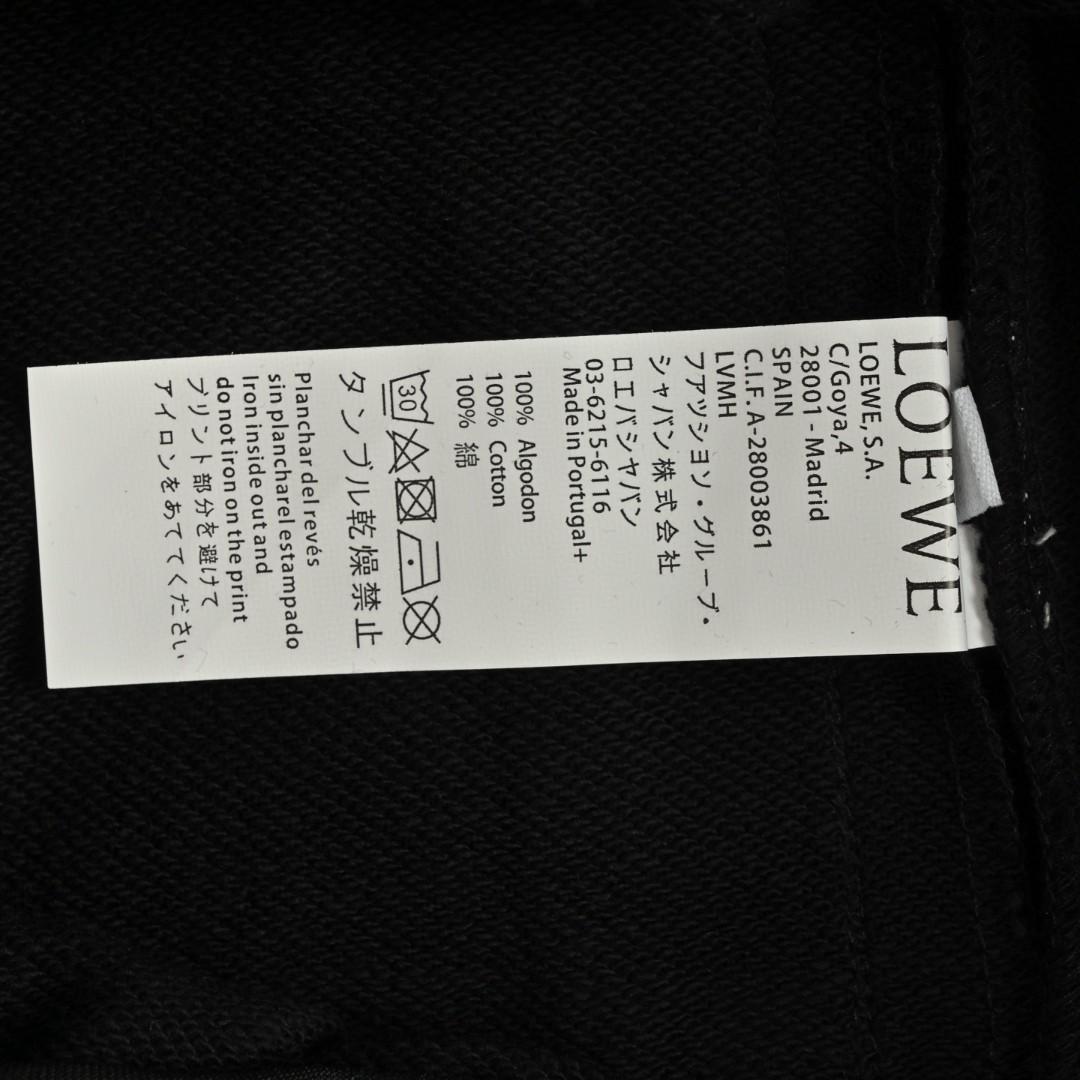 LOEWE
LOEWE, S.A.
C/Goya,4
28001 - Madrid
SPAIN
C.I.F. A-28003861
LVMH
ファッション・グループ・
シャパン株式会社
ロエバシャパン
03-6215-6116
Made in Portugal+
100% Algodon
100% Cotton
100% 綿
30
タンブル乾燥禁止
Planchar del revés
sin planchar el estampado
Iron inside out and
do not iron on the print
プリント部分を避けて
アイロンをあててください